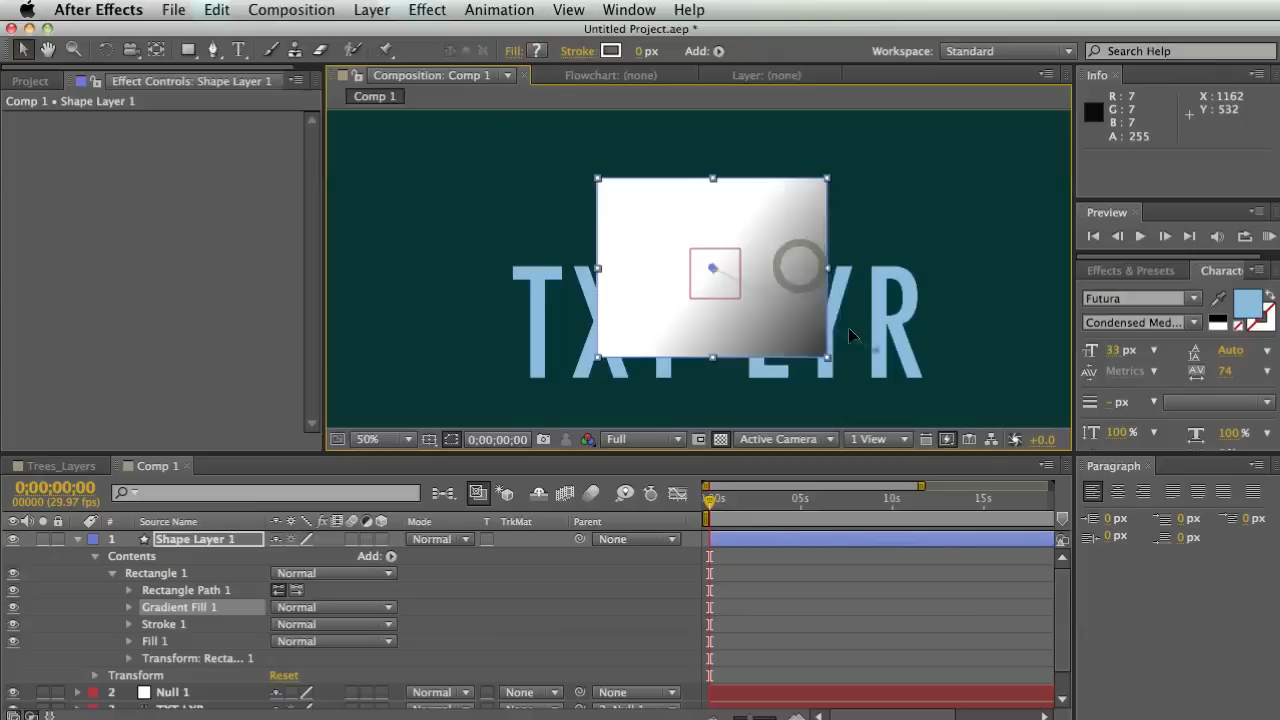 After Effects File Edit Composition Layer Effect Animation View Window Help
Untitled Project.aep *
Fill: ? Stroke: 0 px Add: Workspace: Standard Search Help
Project Effect Controls: Shape Layer 1 Composition: Comp 1 Flowchart: (none) Layer: (none) Info
Comp 1 • Shape Layer 1
Comp 1
R : 7 X : 1162
G : 7 Y : 532
B : 7
A : 255
Preview
Effects & Presets Charact
Futura
Condensed Med...
33 px Auto
Metrics 74
- px
100 % 100 %
TXT LYR
50% 0;00;00;00 Full Active Camera 1 View +0.0
Trees_Layers Comp 1 Paragraph
0;00;00;00
00000 (29.97 fps)
05s 10s 15s
0 px 0 px 0 px
0 px 0 px
# Source Name Mode T TrkMat Parent
1 Shape Layer 1 Normal None
Contents Add:
Rectangle 1 Normal
Rectangle Path 1
Gradient Fill 1 Normal
Stroke 1 Normal
Fill 1 Normal
Transform: Recta... 1
Transform Reset
2 Null 1 Normal None None